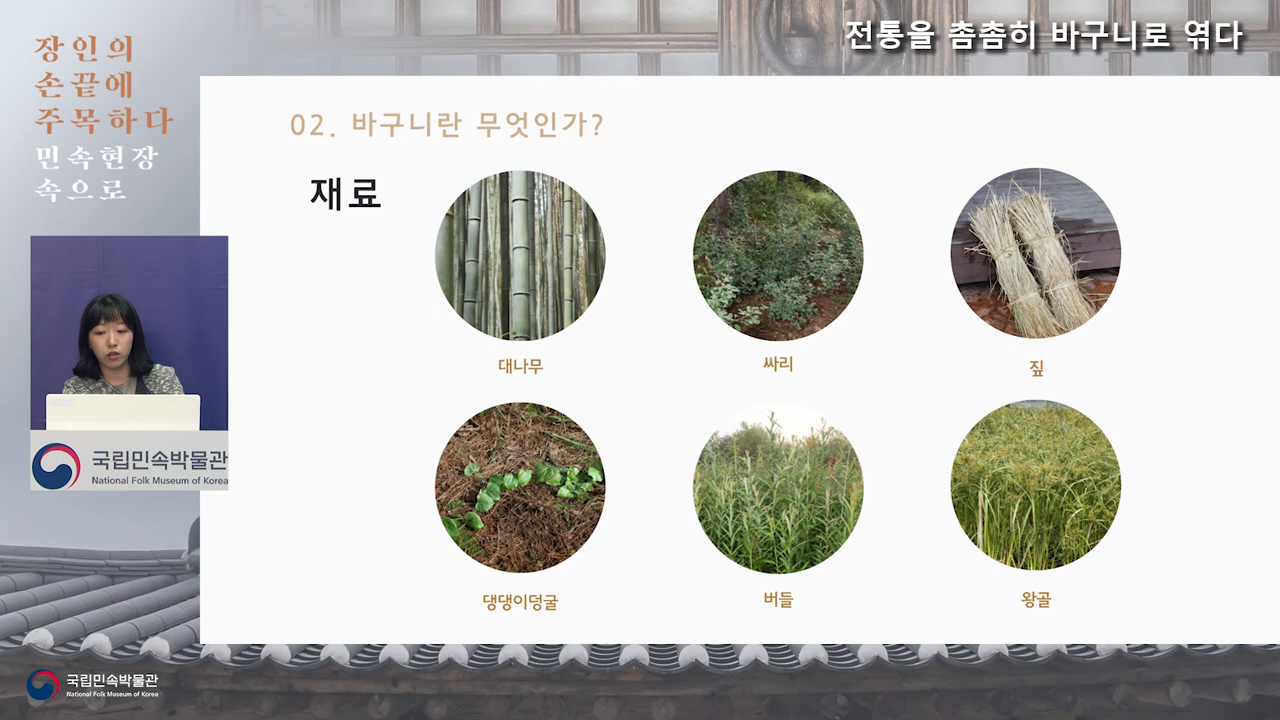 전통을 촘촘히 바구니로 엮다
장인의
손끝에
주목하다
민속현장
속으로
02. 바구니란 무엇인가?
재료
대나무
싸리
짚
댕댕이덩굴
버들
왕골
국립민속박물관
National Folk Museum of Korea
국립민속박물관
National Folk Museum of Korea